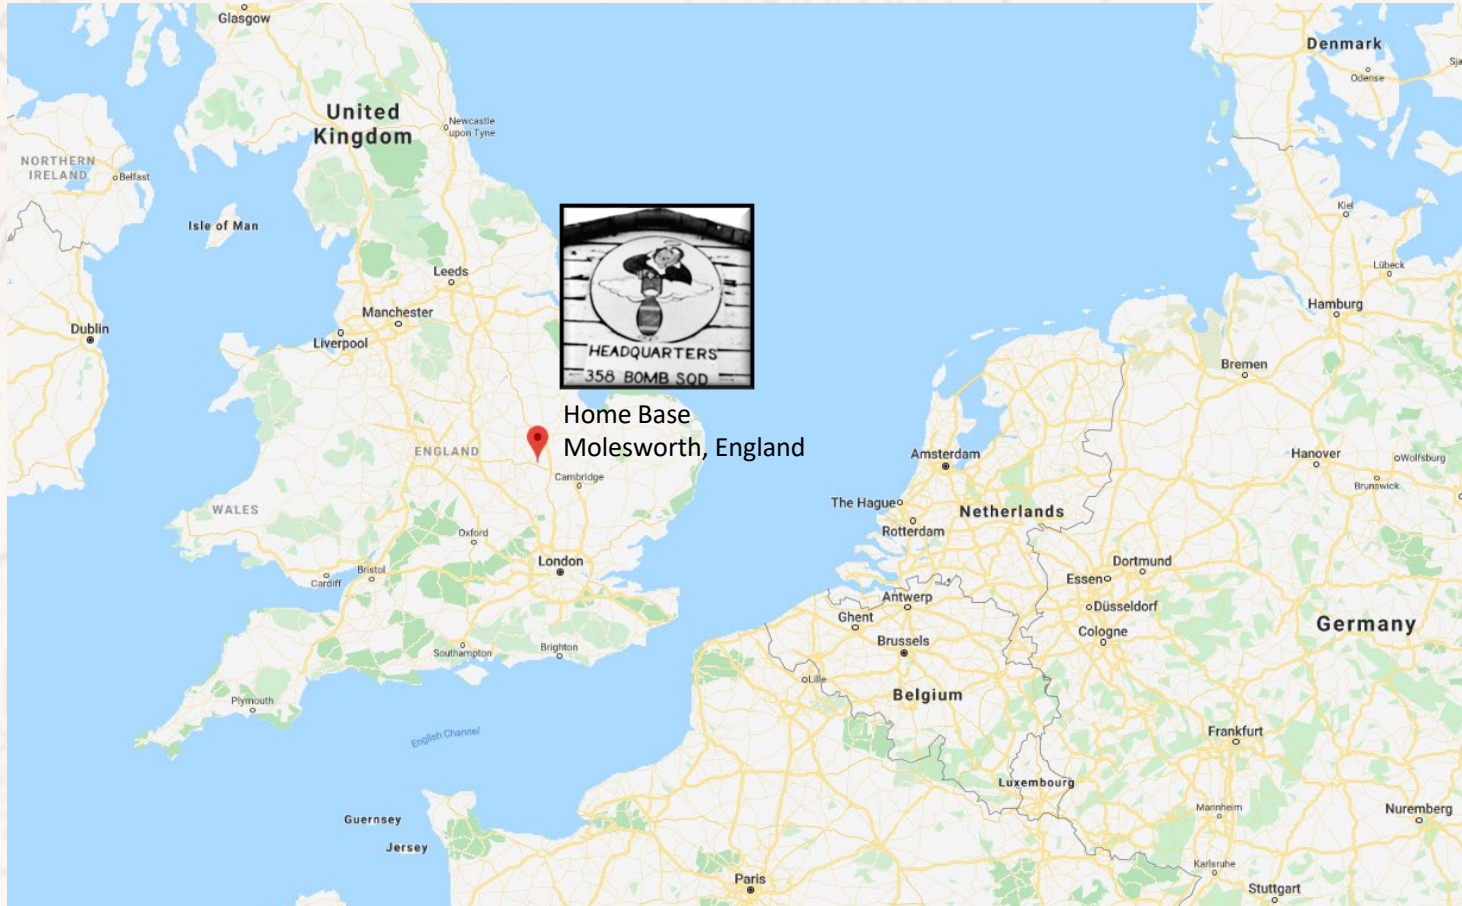 Glasgow
Denmark
Odense
Sjæ
United
Kingdom
Newcastle
upon Tyne
NORTHERN
IRELAND
Belfast
Isle of Man
Kiel
Leeds
Lübeck
Manchester
Hamburg
Dublin
Liverpool
HEADQUARTERS
358 BOMB SQD
Bremen
Home Base
Molesworth, England
ENGLAND
Amsterdam
Hanover
Wolfsburg
Cambridge
Brunswick
WALES
The Hague
Netherlands
Oxford
Rotterdam
London
Dortmund
Bristol
Essen
Cardiff
Antwerp
Düsseldorf
Ghent
Germany
Cologne
Brussels
Brighton
Southampton
Lille
Belgium
Plymouth
English Channel
Frankfurt
Luxembourg
Mannheim
Nuremberg
Guernsey
Jersey
Karlsruhe
Paris
Stuttgart